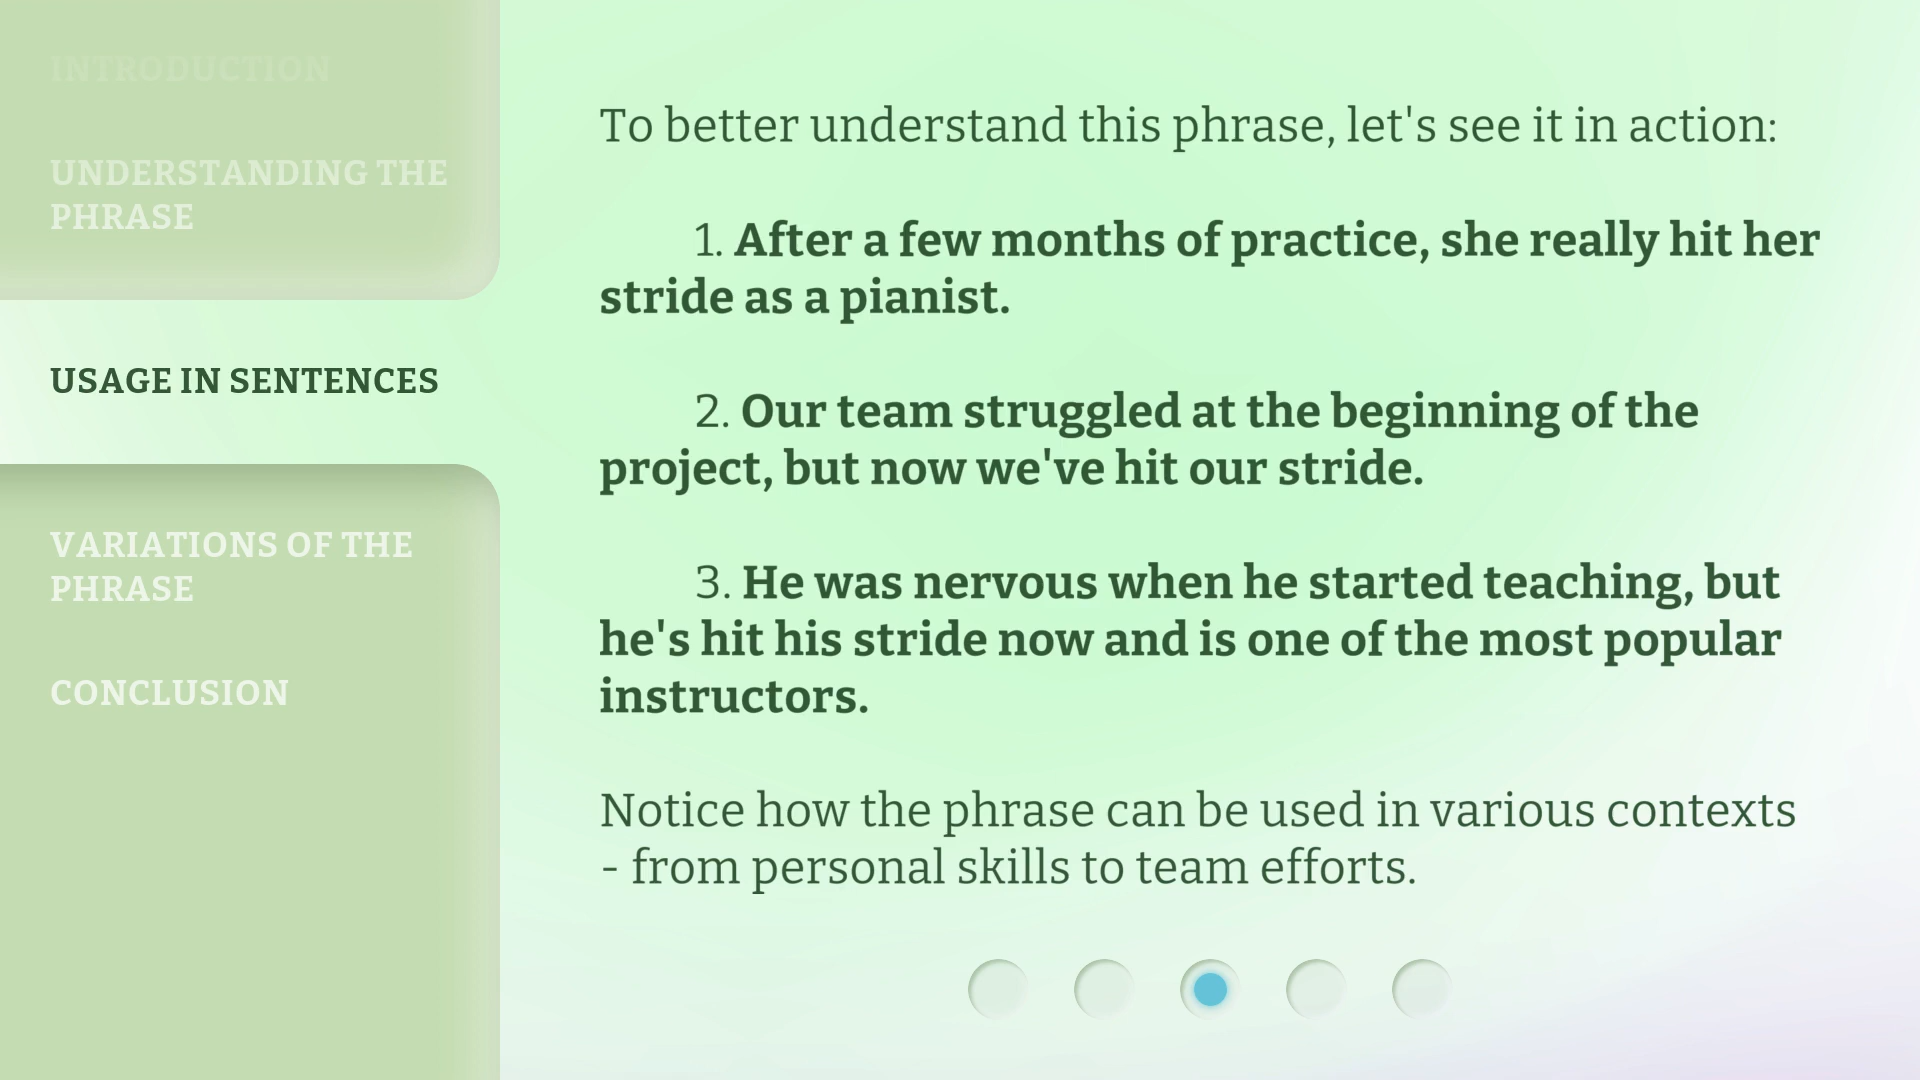 INTRODUCTION
UNDERSTANDING THE
PHRASE
USAGE IN SENTENCES
VARIATIONS OF THE
PHRASE
CONCLUSION
To better understand this phrase, let's see it in action:
1. After a few months of practice, she really hit her
stride as a pianist.
2. Our team struggled at the beginning of the
project, but now we've hit our stride.
3. He was nervous when he started teaching, but
he's hit his stride now and is one of the most popular
instructors.
Notice how the phrase can be used in various contexts
- from personal skills to team efforts.